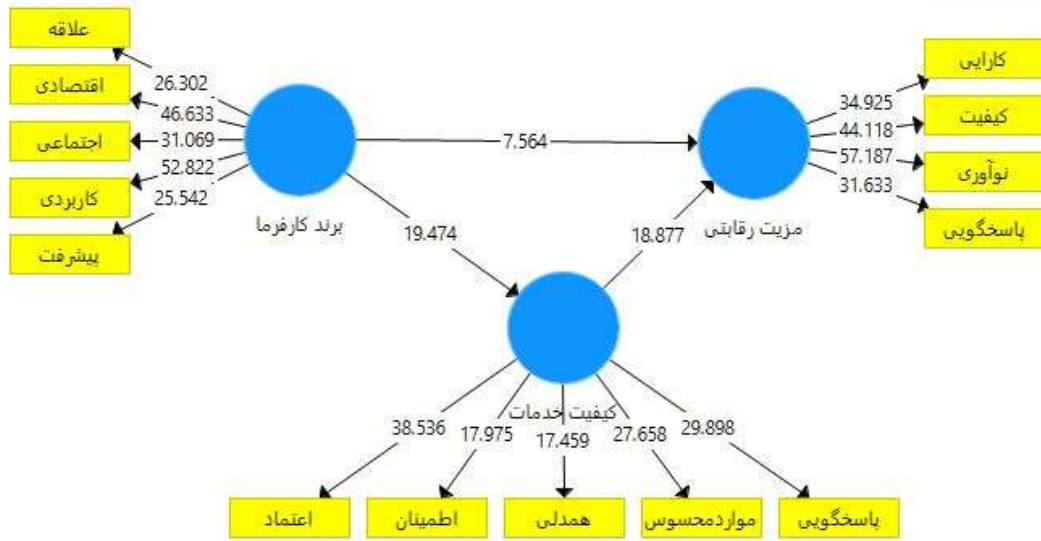 علاقه
اقتصادی
اجتماعی
کاربردی
پیشرفت
26.302
46.633
31.069
52.822
25.542
برند کارفرما
7.564
19.474
18.877
مزیت رقابتی
34.925
44.118
57.187
31.633
کارایی
کیفیت
نوآوری
پاسخگویی
کیفیت خدمات
38.536
17.975
17.459
27.658
29.898
اعتماد
اطمینان
همدلی
مواردمحسوس
پاسخگویی